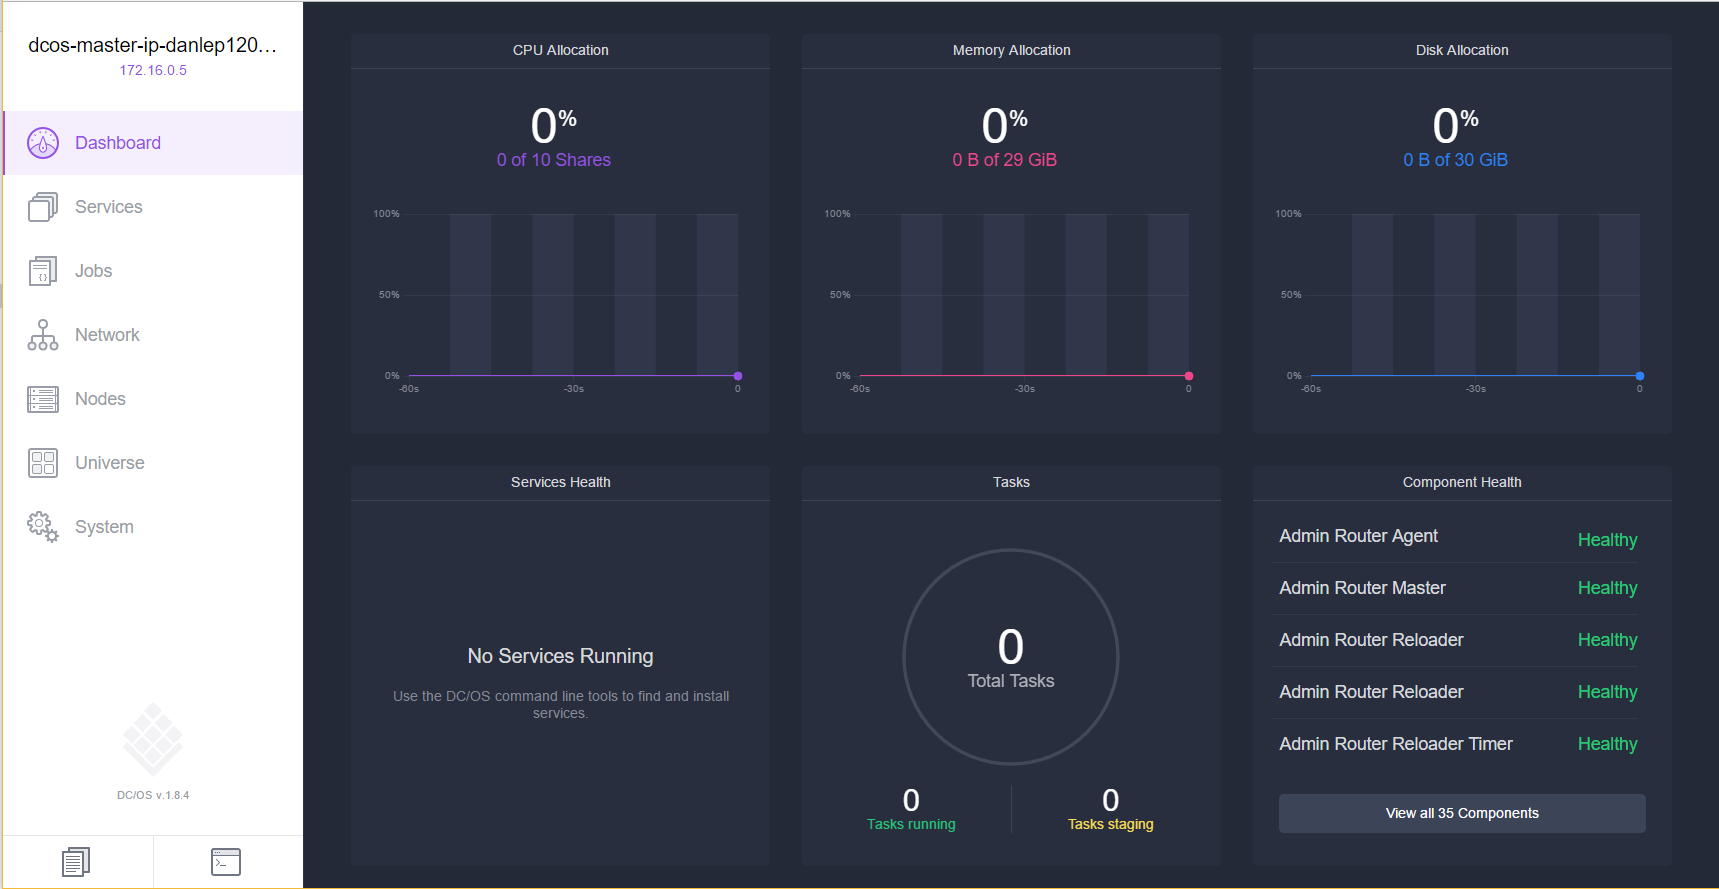 dcos-master-ip-danlep120...
172.16.0.5
Dashboard
Services
Jobs
Network
Nodes
Universe
System
DC/OS v.1.8.4
CPU Allocation
0%
0 of 10 Shares
100%
50%
0%
-60s
-30s
0
Memory Allocation
0%
0 B of 29 GiB
100%
50%
0%
-60s
-30s
0
Disk Allocation
0%
0 B of 30 GiB
100%
50%
0%
-60s
-30s
0
Services Health
No Services Running
Use the DC/OS command line tools to find and install
services.
Tasks
0
Total Tasks
0
Tasks running
0
Tasks staging
Component Health
Admin Router Agent Healthy
Admin Router Master Healthy
Admin Router Reloader Healthy
Admin Router Reloader Healthy
Admin Router Reloader Timer Healthy
View all 35 Components